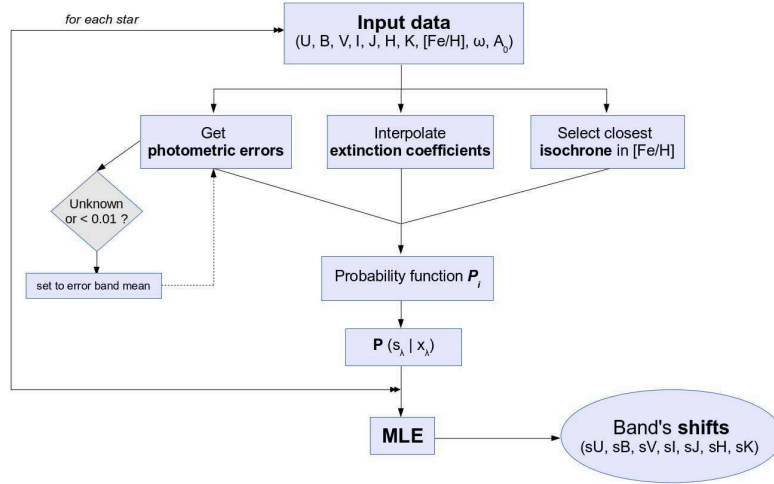 for each star
Input data
(U, B, V, I, J, H, K, [Fe/H], ω, A₀)
Get
photometric errors
Interpolate
extinction coefficients
Select closest
isochrone in [Fe/H]
Unknown
or < 0.01 ?
set to error band mean
Probability function Pᵢ
P (s_λ | x_λ)
MLE
Band's shifts
(sU, sB, sV, sI, sJ, sH, sK)